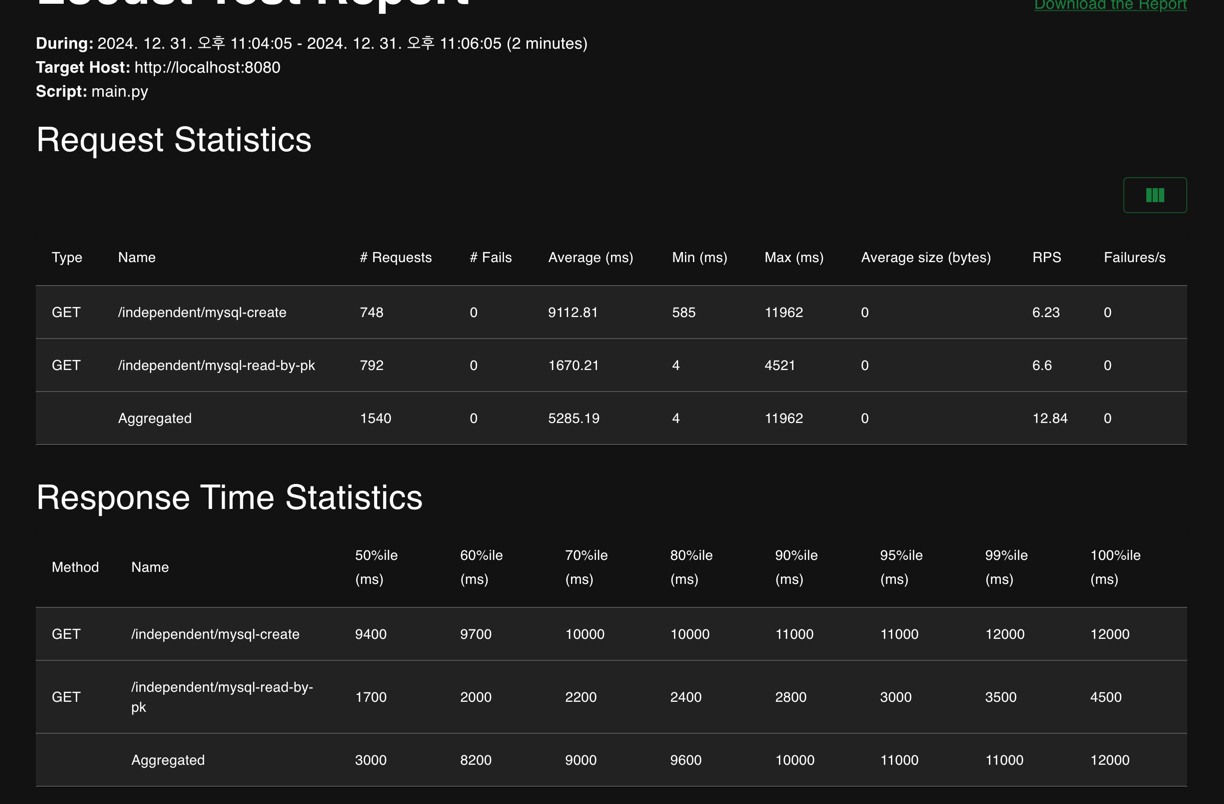 Locust Test Report
Download the Report
During: 2024. 12. 31. 오후 11:04:05 - 2024. 12. 31. 오후 11:06:05 (2 minutes)
Target Host: http://localhost:8080
Script: main.py
Request Statistics
Type Name # Requests # Fails Average (ms) Min (ms) Max (ms) Average size (bytes) RPS Failures/s
GET /independent/mysql-create 748 0 9112.81 585 11962 0 6.23 0
GET /independent/mysql-read-by-pk 792 0 1670.21 4 4521 0 6.6 0
Aggregated 1540 0 5285.19 4 11962 0 12.84 0
Response Time Statistics
Method Name 50%ile (ms) 60%ile (ms) 70%ile (ms) 80%ile (ms) 90%ile (ms) 95%ile (ms) 99%ile (ms) 100%ile (ms)
GET /independent/mysql-create 9400 9700 10000 10000 11000 11000 12000 12000
GET /independent/mysql-read-by-
pk 1700 2000 2200 2400 2800 3000 3500 4500
Aggregated 3000 8200 9000 9600 10000 11000 11000 12000